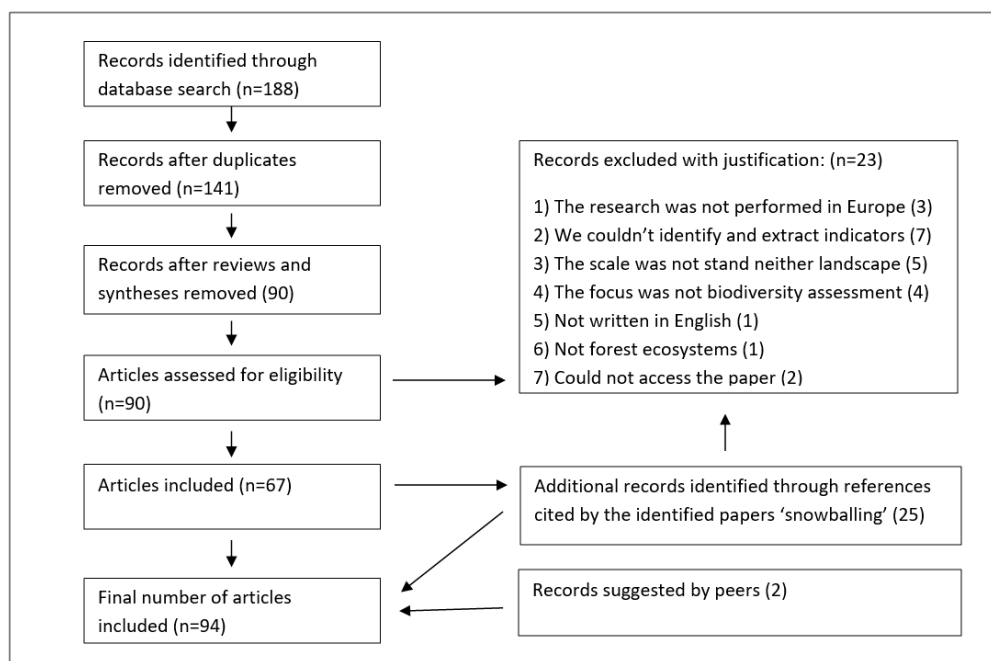 Records identified through
database search (n=188)
Records after duplicates
removed (n=141)
Records after reviews and
syntheses removed (90)
Articles assessed for eligibility
(n=90)
Articles included (n=67)
Final number of articles
included (n=94)
Records excluded with justification: (n=23)
1) The research was not performed in Europe (3)
2) We couldn’t identify and extract indicators (7)
3) The scale was not stand neither landscape (5)
4) The focus was not biodiversity assessment (4)
5) Not written in English (1)
6) Not forest ecosystems (1)
7) Could not access the paper (2)
Additional records identified through references
cited by the identified papers ‘snowballing’ (25)
Records suggested by peers (2)